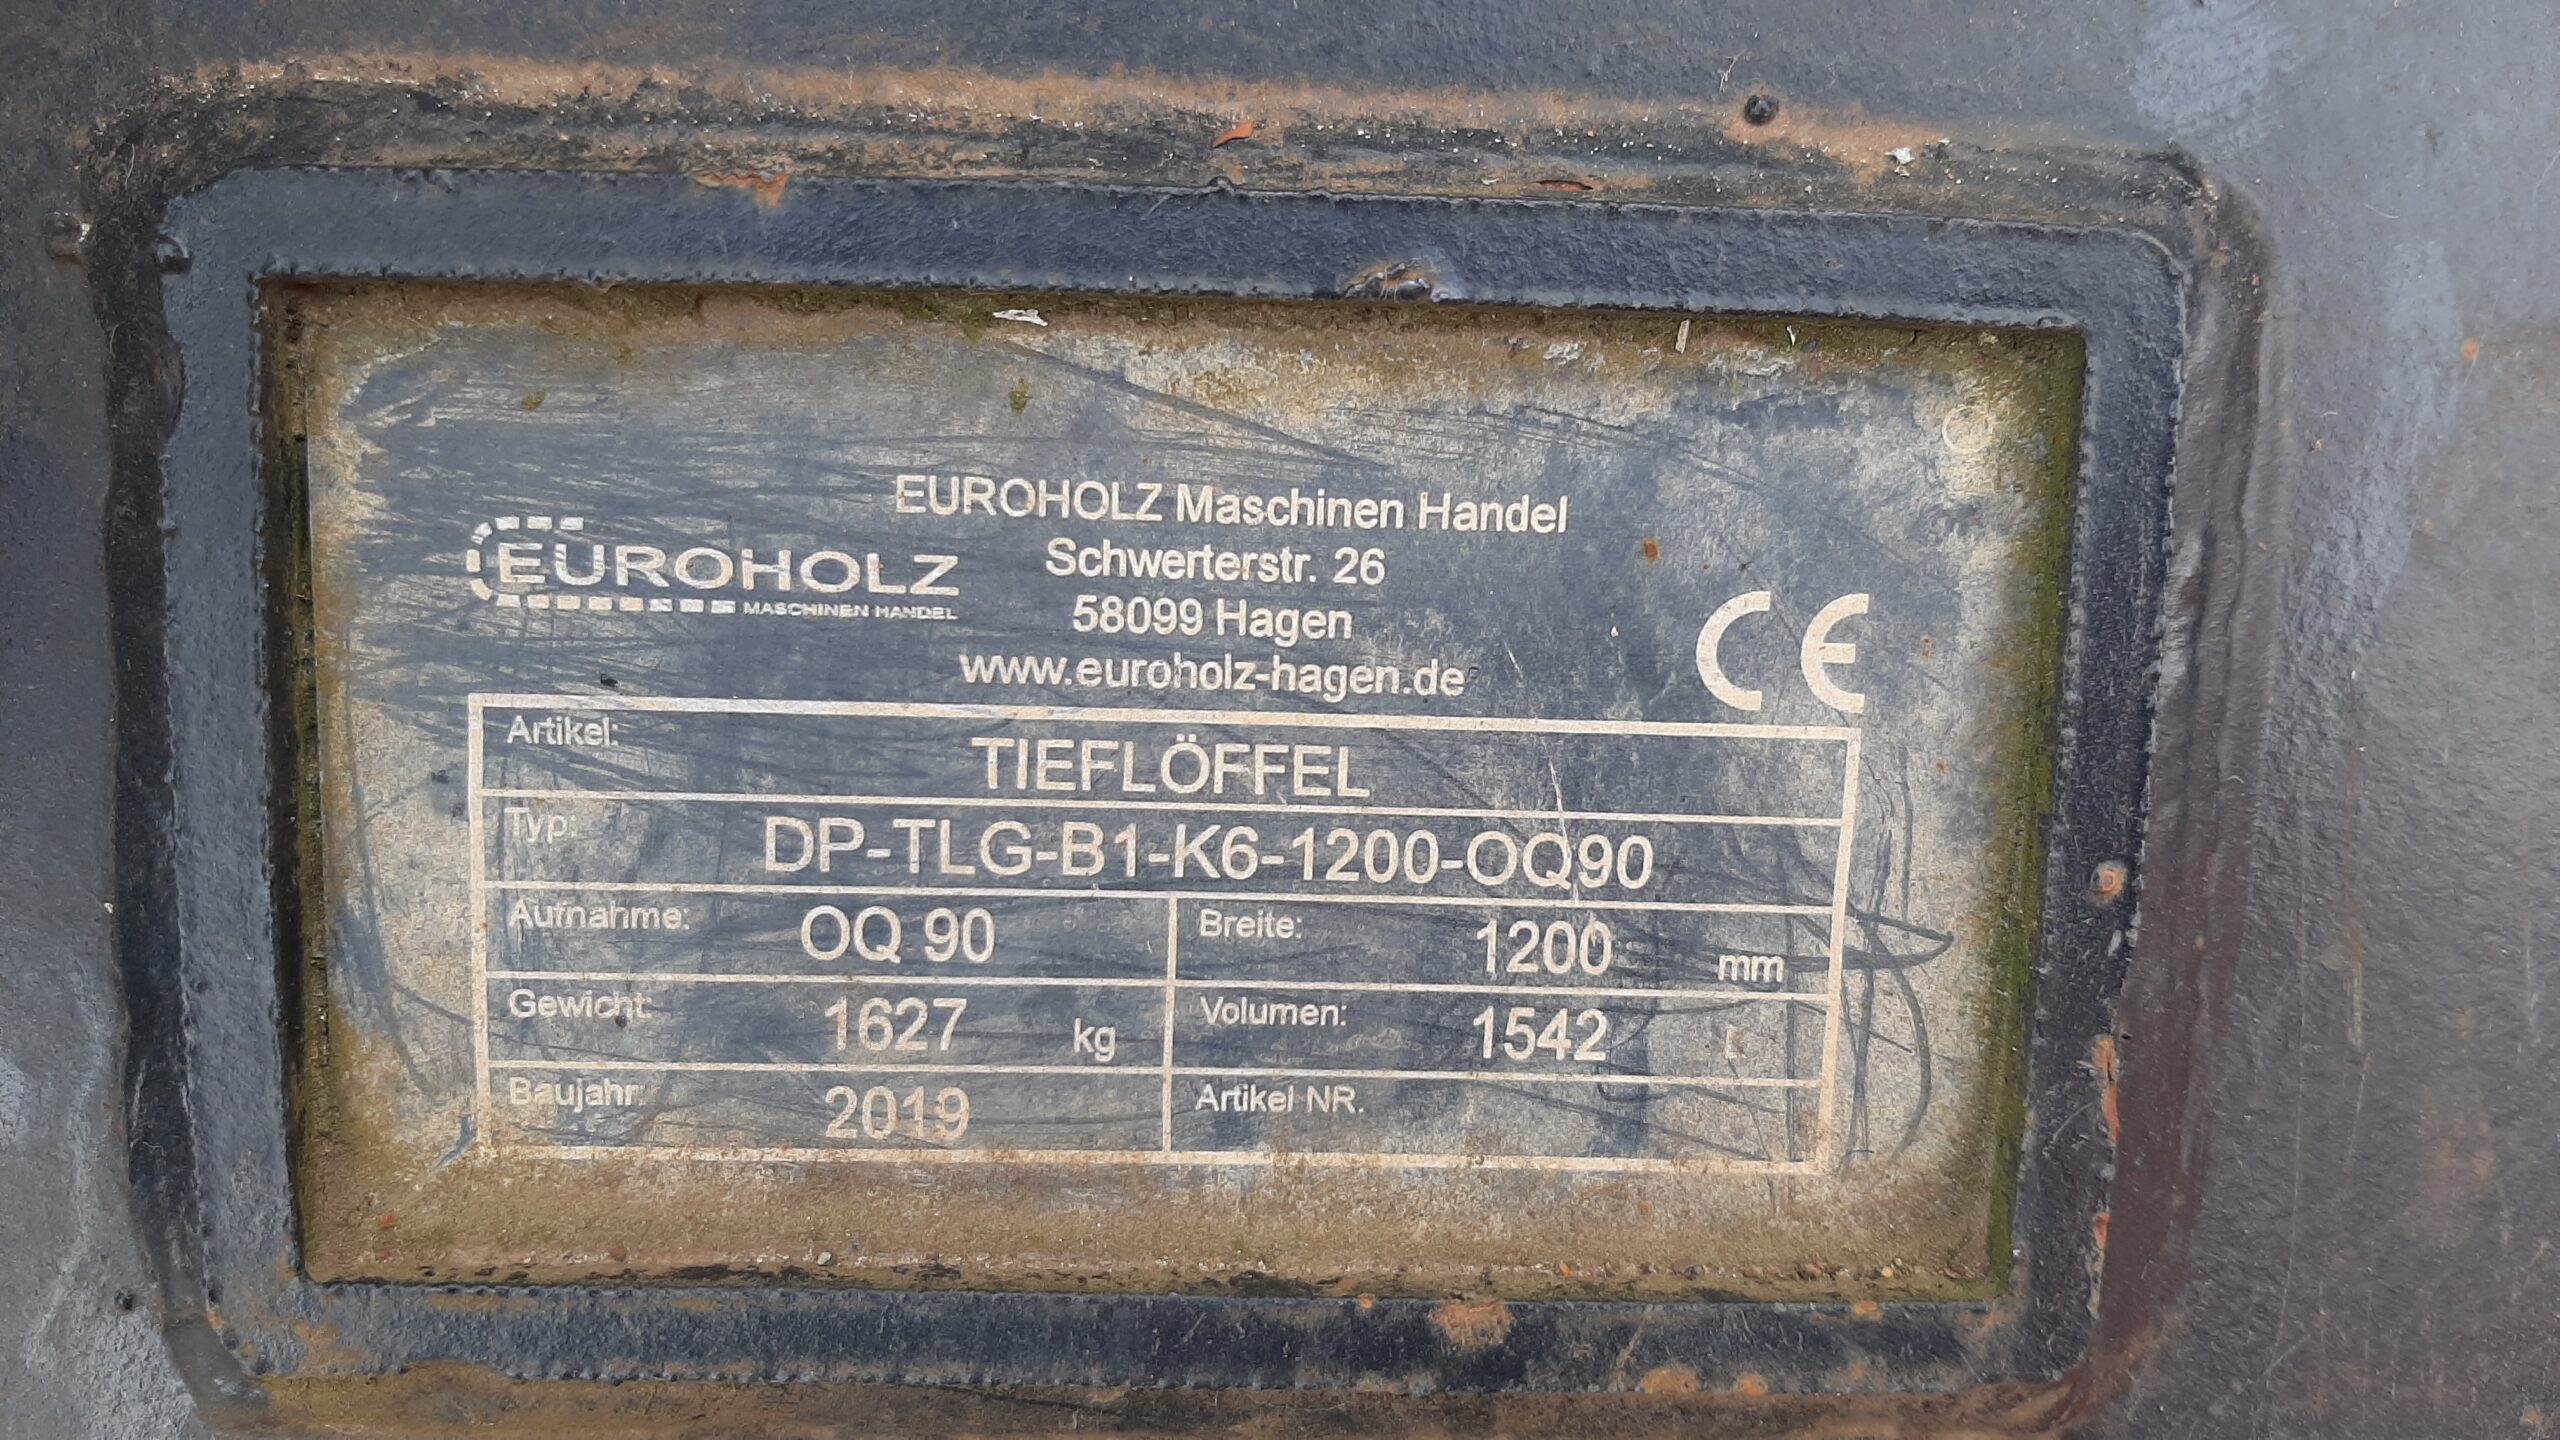 EUROHOLZ
MASCHINEN HANDEL
EUROHOLZ Maschinen Handel
Schwerterstr. 26
58099 Hagen
www.euroholz-hagen.de
CE
Artikel: TIEFLÖFFEL
Typ: DP-TLG-B1-K6-1200-OQ90
Aufnahme: OQ 90 Breite: 1200 mm
Gewicht: 1627 kg Volumen: 1542 l
Baujahr: 2019 Artikel NR.